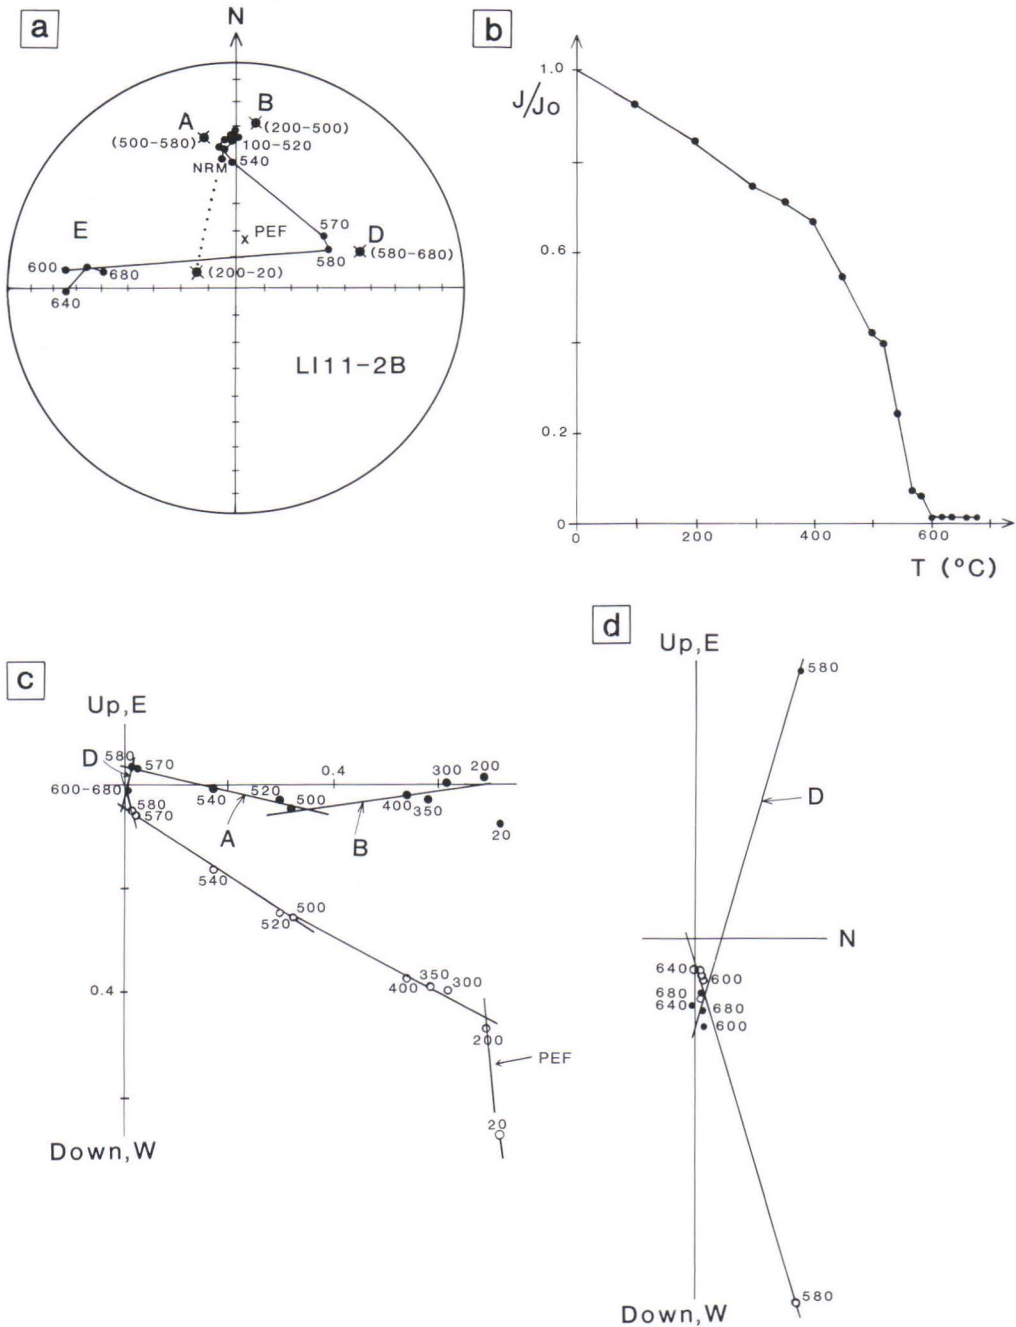 a
N
A
B
(200-500)
(500-580)
100-520
NRM
540
E
570
PEF
D
580
(580-680)
600
680
(200-20)
640
LI11-2B
b
1.0
J/Jo
0.6
0.2
0
0 200 400 600
T (ºC)
c
Up,E
D
580
570
0.4
300
200
600-680
540
520
500
400
350
20
580
570
A
B
540
500
520
350
300
400
0.4
200
PEF
20
Down,W
d
Up,E
580
D
N
640
600
680
640
680
600
580
Down,W